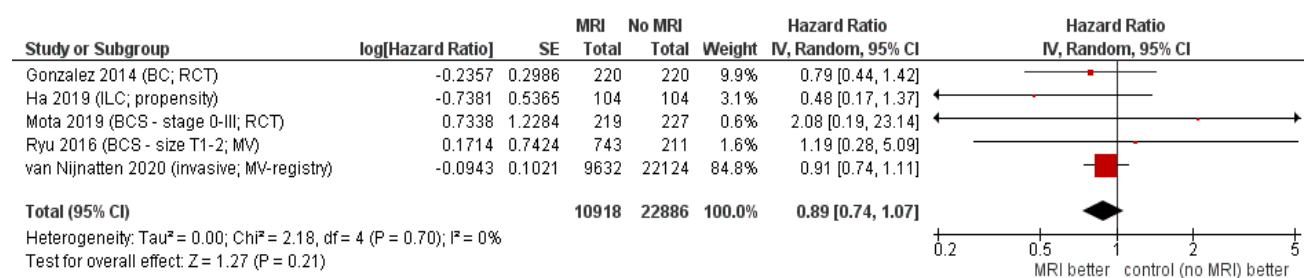 MRI No MRI Hazard Ratio Hazard Ratio
Study or Subgroup log[Hazard Ratio] SE Total Total Weight IV, Random, 95% CI IV, Random, 95% CI
Gonzalez 2014 (BC; RCT) -0.2357 0.2986 220 220 9.9% 0.79 [0.44, 1.42]
Ha 2019 (ILC; propensity) -0.7381 0.5365 104 104 3.1% 0.48 [0.17, 1.37]
Mota 2019 (BCS - stage 0-III; RCT) 0.7338 1.2284 219 227 0.6% 2.08 [0.19, 23.14]
Ryu 2016 (BCS - size T1-2; MV) 0.1714 0.7424 743 211 1.6% 1.19 [0.28, 5.09]
van Nijnatten 2020 (invasive; MV-registry) -0.0943 0.1021 9632 22124 84.8% 0.91 [0.74, 1.11]
Total (95% CI) 10918 22886 100.0% 0.89 [0.74, 1.07]
Heterogeneity: Tau² = 0.00; Chi² = 2.18, df = 4 (P = 0.70); I² = 0%
Test for overall effect: Z = 1.27 (P = 0.21)
0.2 0.5 1 2 5
MRI better control (no MRI) better